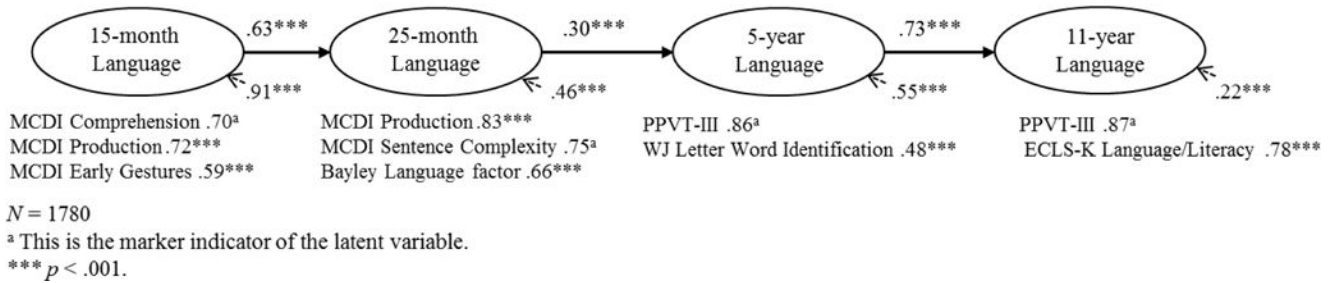 15-month
Language
.63***
25-month
Language
.30***
5-year
Language
.73***
11-year
Language
.91***
.46***
.55***
.22***
MCDI Comprehension .70ᵃ
MCDI Production .72***
MCDI Early Gestures .59***
MCDI Production .83***
MCDI Sentence Complexity .75ᵃ
Bayley Language factor .66***
PPVT-III .86ᵃ
WJ Letter Word Identification .48***
PPVT-III .87ᵃ
ECLS-K Language/Literacy .78***
N = 1780
ᵃ This is the marker indicator of the latent variable.
*** p < .001.